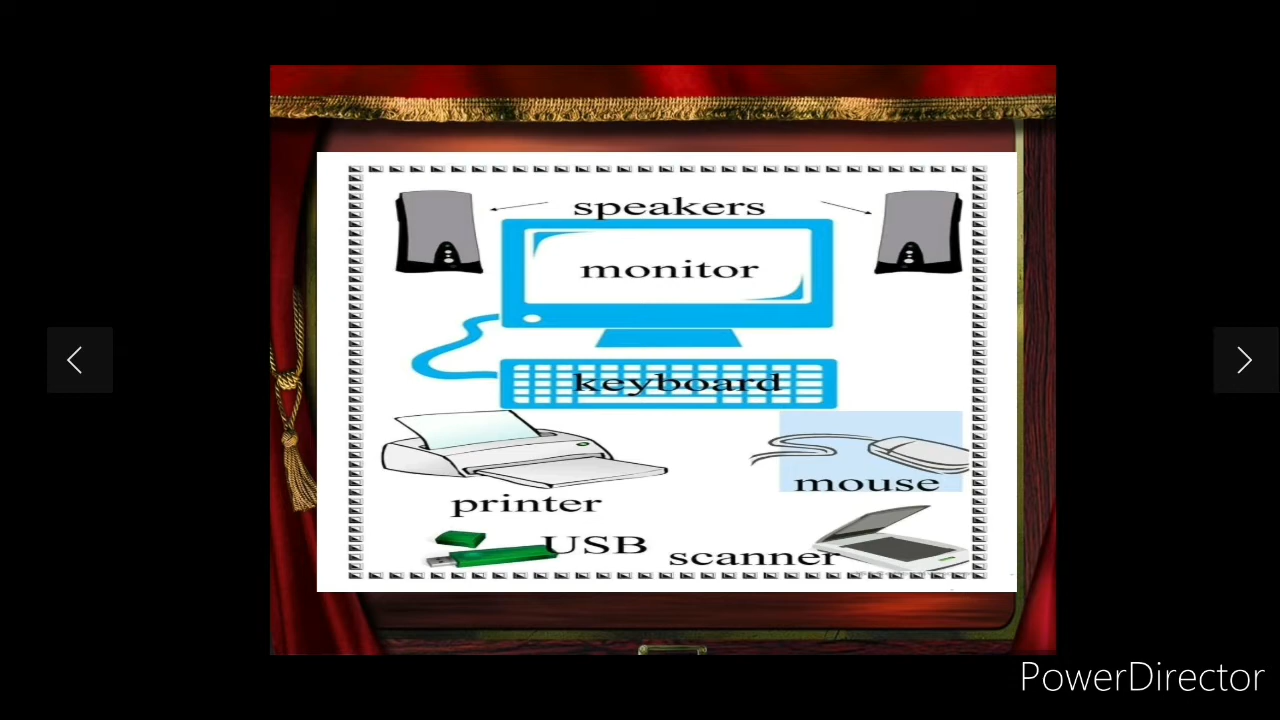 speakers
monitor
keyboard
mouse
printer
USB
scanner
PowerDirector